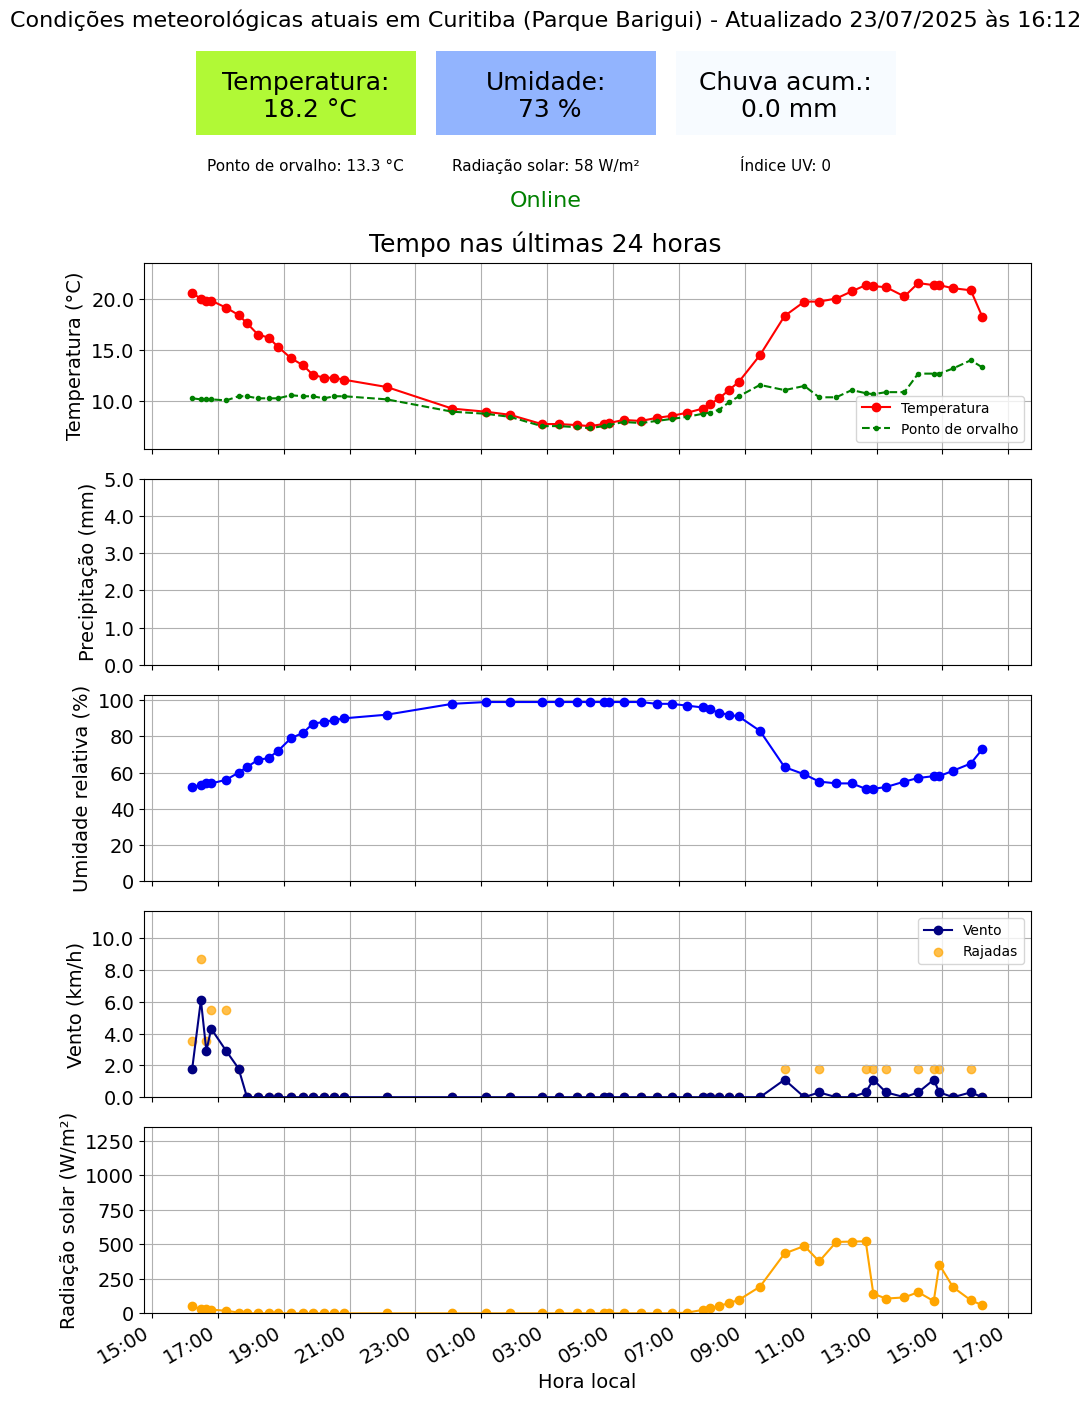 Condições meteorológicas atuais em Curitiba (Parque Barigui) - Atualizado 23/07/2025 às 16:12
Temperatura:
18.2 °C
Umidade:
73 %
Chuva acum.:
0.0 mm
Ponto de orvalho: 13.3 °C
Radiação solar: 58 W/m²
Índice UV: 0
Online
Tempo nas últimas 24 horas
Temperatura (°C)
20.0
15.0
10.0
Temperatura
Ponto de orvalho
Precipitação (mm)
5.0
4.0
3.0
2.0
1.0
0.0
Umidade relativa (%)
100
80
60
40
20
0
Vento (km/h)
10.0
8.0
6.0
4.0
2.0
0.0
Vento
Rajadas
Radiação solar (W/m²)
1250
1000
750
500
250
0
15:00
17:00
19:00
21:00
23:00
01:00
03:00
05:00
07:00
09:00
11:00
13:00
15:00
17:00
Hora local